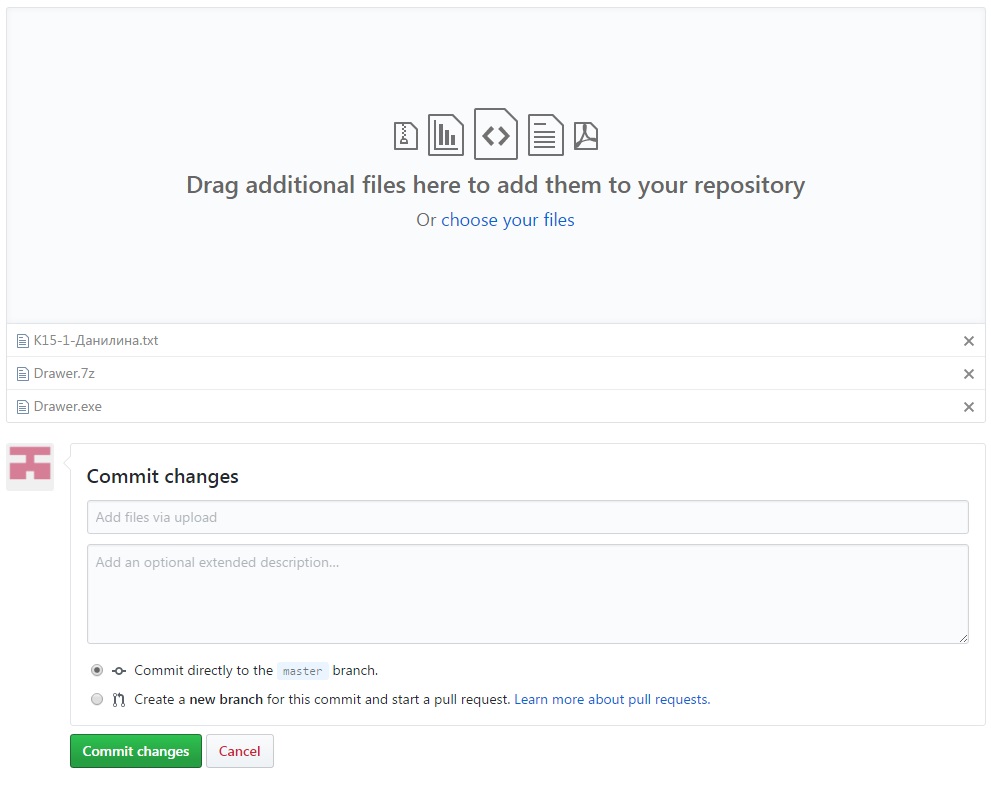 Drag additional files here to add them to your repository
Or choose your files
К15-1-Данилина.txt
Drawer.7z
Drawer.exe
Commit changes
Add files via upload
Add an optional extended description...
Commit directly to the master branch.
Create a new branch for this commit and start a pull request. Learn more about pull requests.
Commit changes Cancel